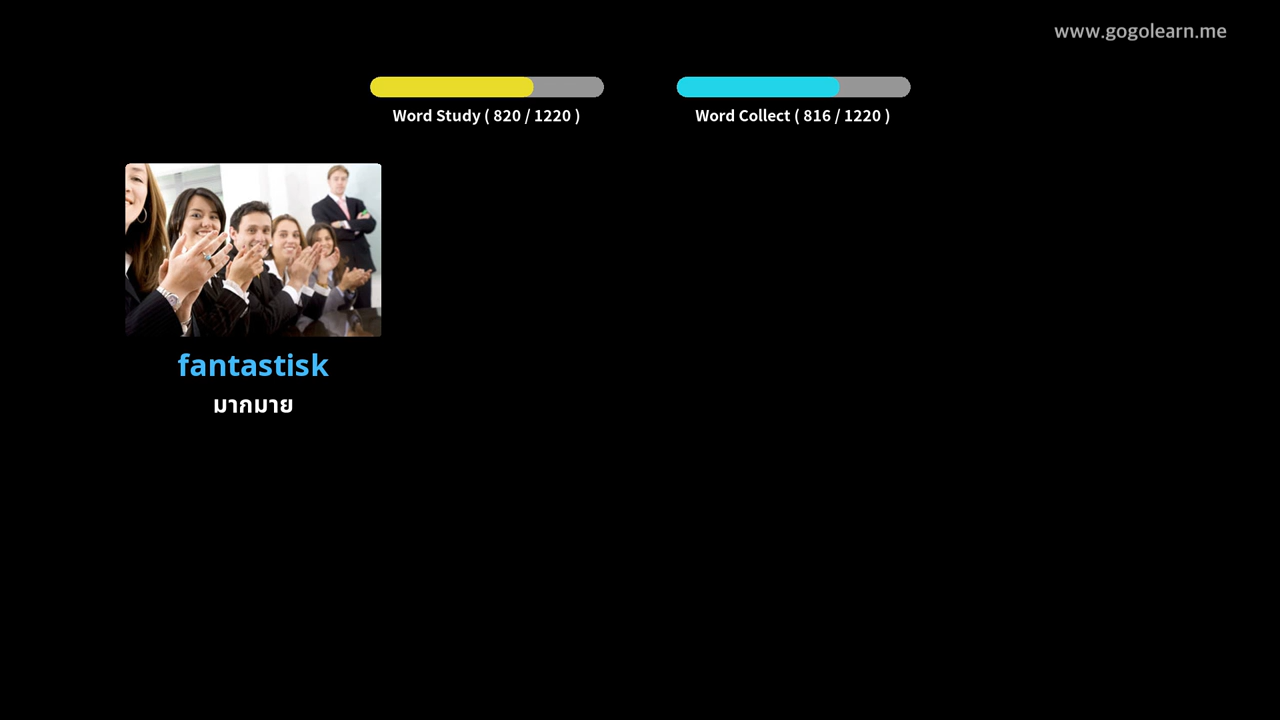 www.gogolearn.me
Word Study ( 820 / 1220 )
Word Collect ( 816 / 1220 )
fantastisk
มากมาย